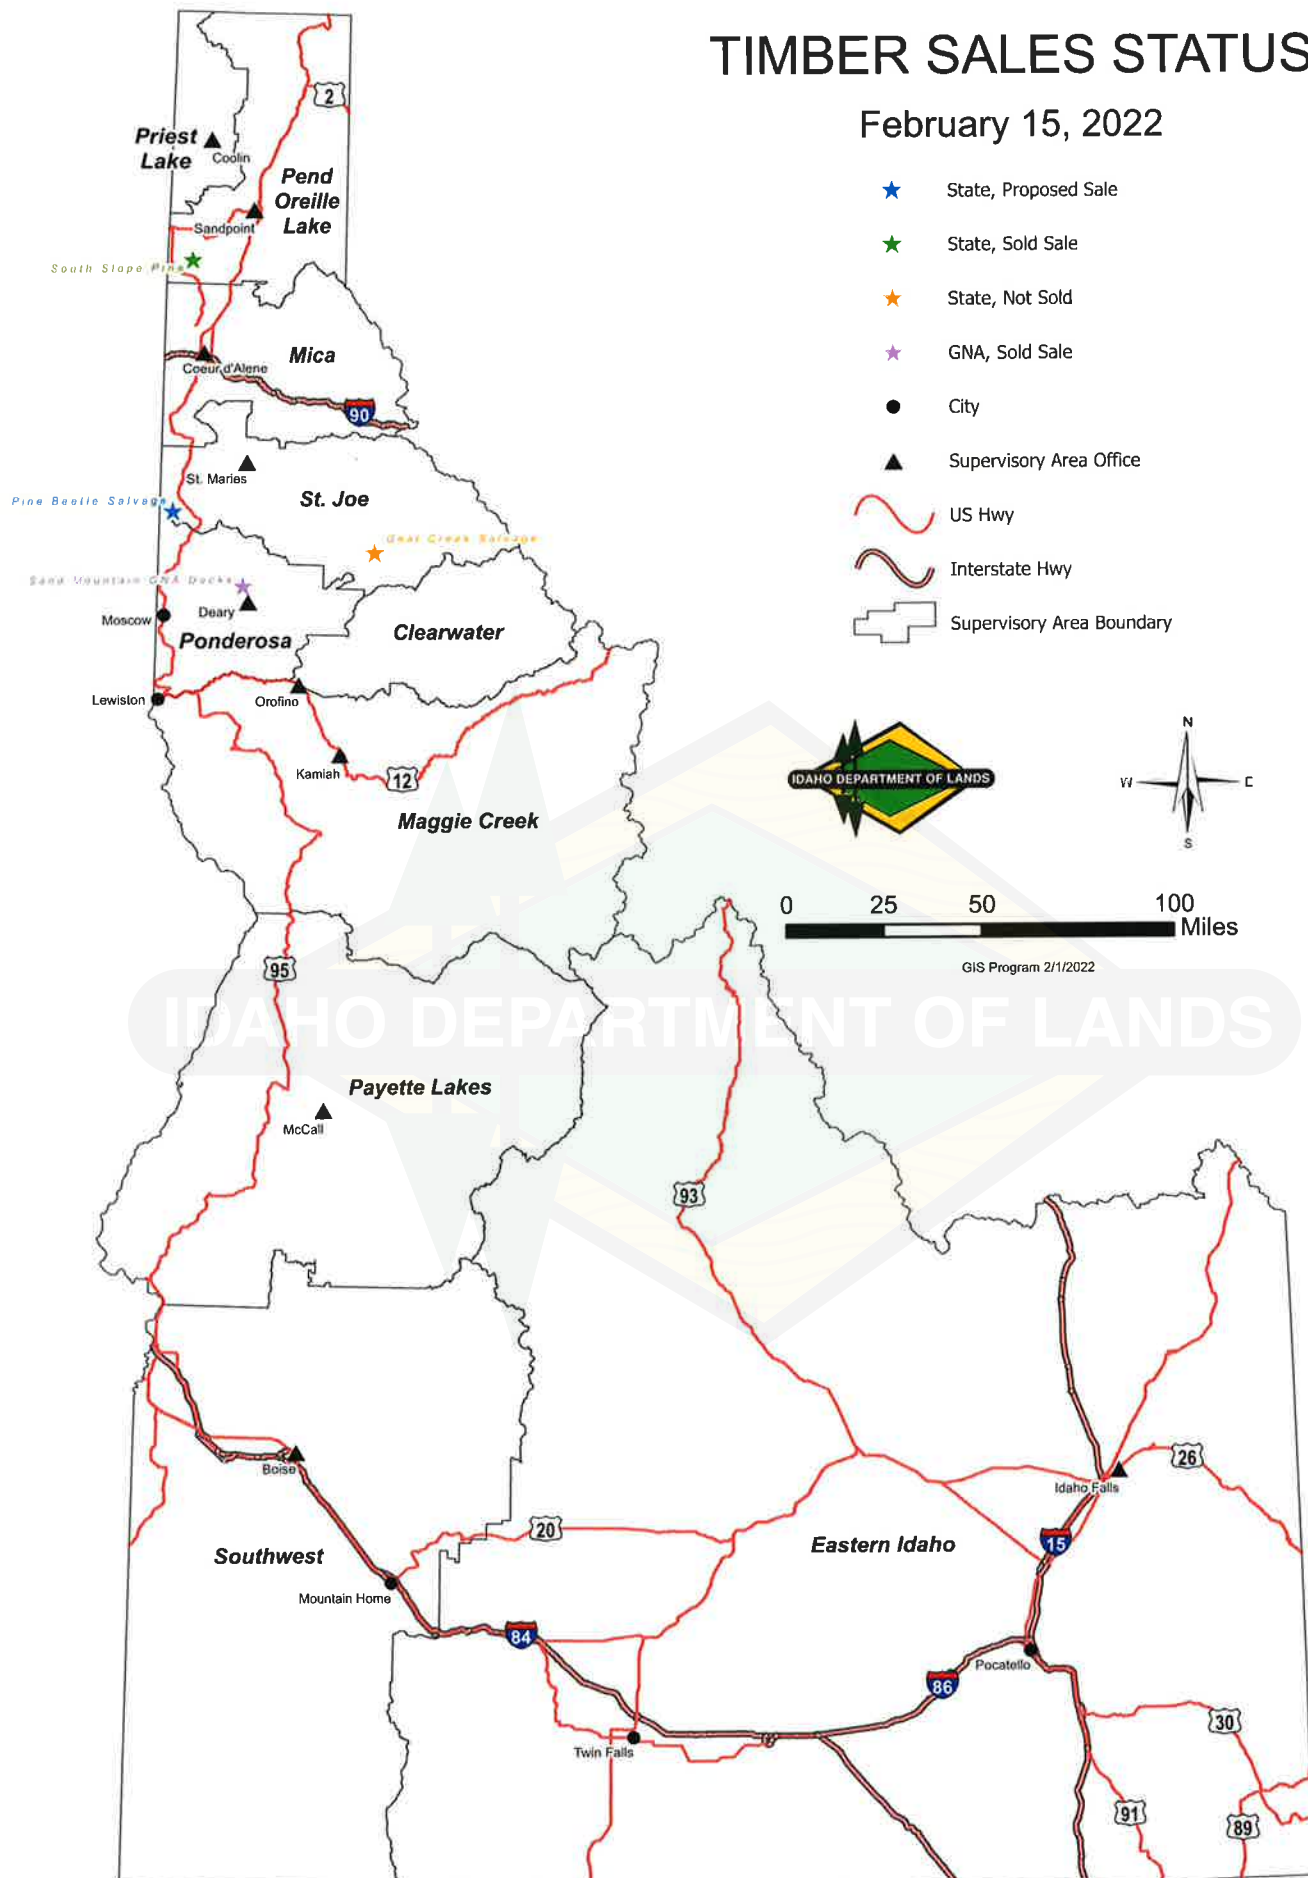 TIMBER SALES STATUS
February 15, 2022
State, Proposed Sale
State, Sold Sale
State, Not Sold
GNA, Sold Sale
City
Supervisory Area Office
US Hwy
Interstate Hwy
Supervisory Area Boundary
IDAHO DEPARTMENT OF LANDS
N
W
E
S
0 25 50 100
Miles
GIS Program 2/1/2022
2
Priest
Lake
Coolin
Pend
Oreille
Lake
Sandpoint
South Slope Pine
Mica
Coeur d'Alene
90
St. Maries
St. Joe
Pine Beetle Salvage
Goat Creek Salvage
Sand Mountain GNA Decks
Deary
Moscow
Ponderosa
Clearwater
Lewiston
Orofino
Kamiah
12
Maggie Creek
95
IDAHO DEPARTMENT OF LANDS
Payette Lakes
McCall
93
Boise
26
Idaho Falls
20
15
Southwest
Eastern Idaho
Mountain Home
84
Pocatello
86
30
Twin Falls
91
89